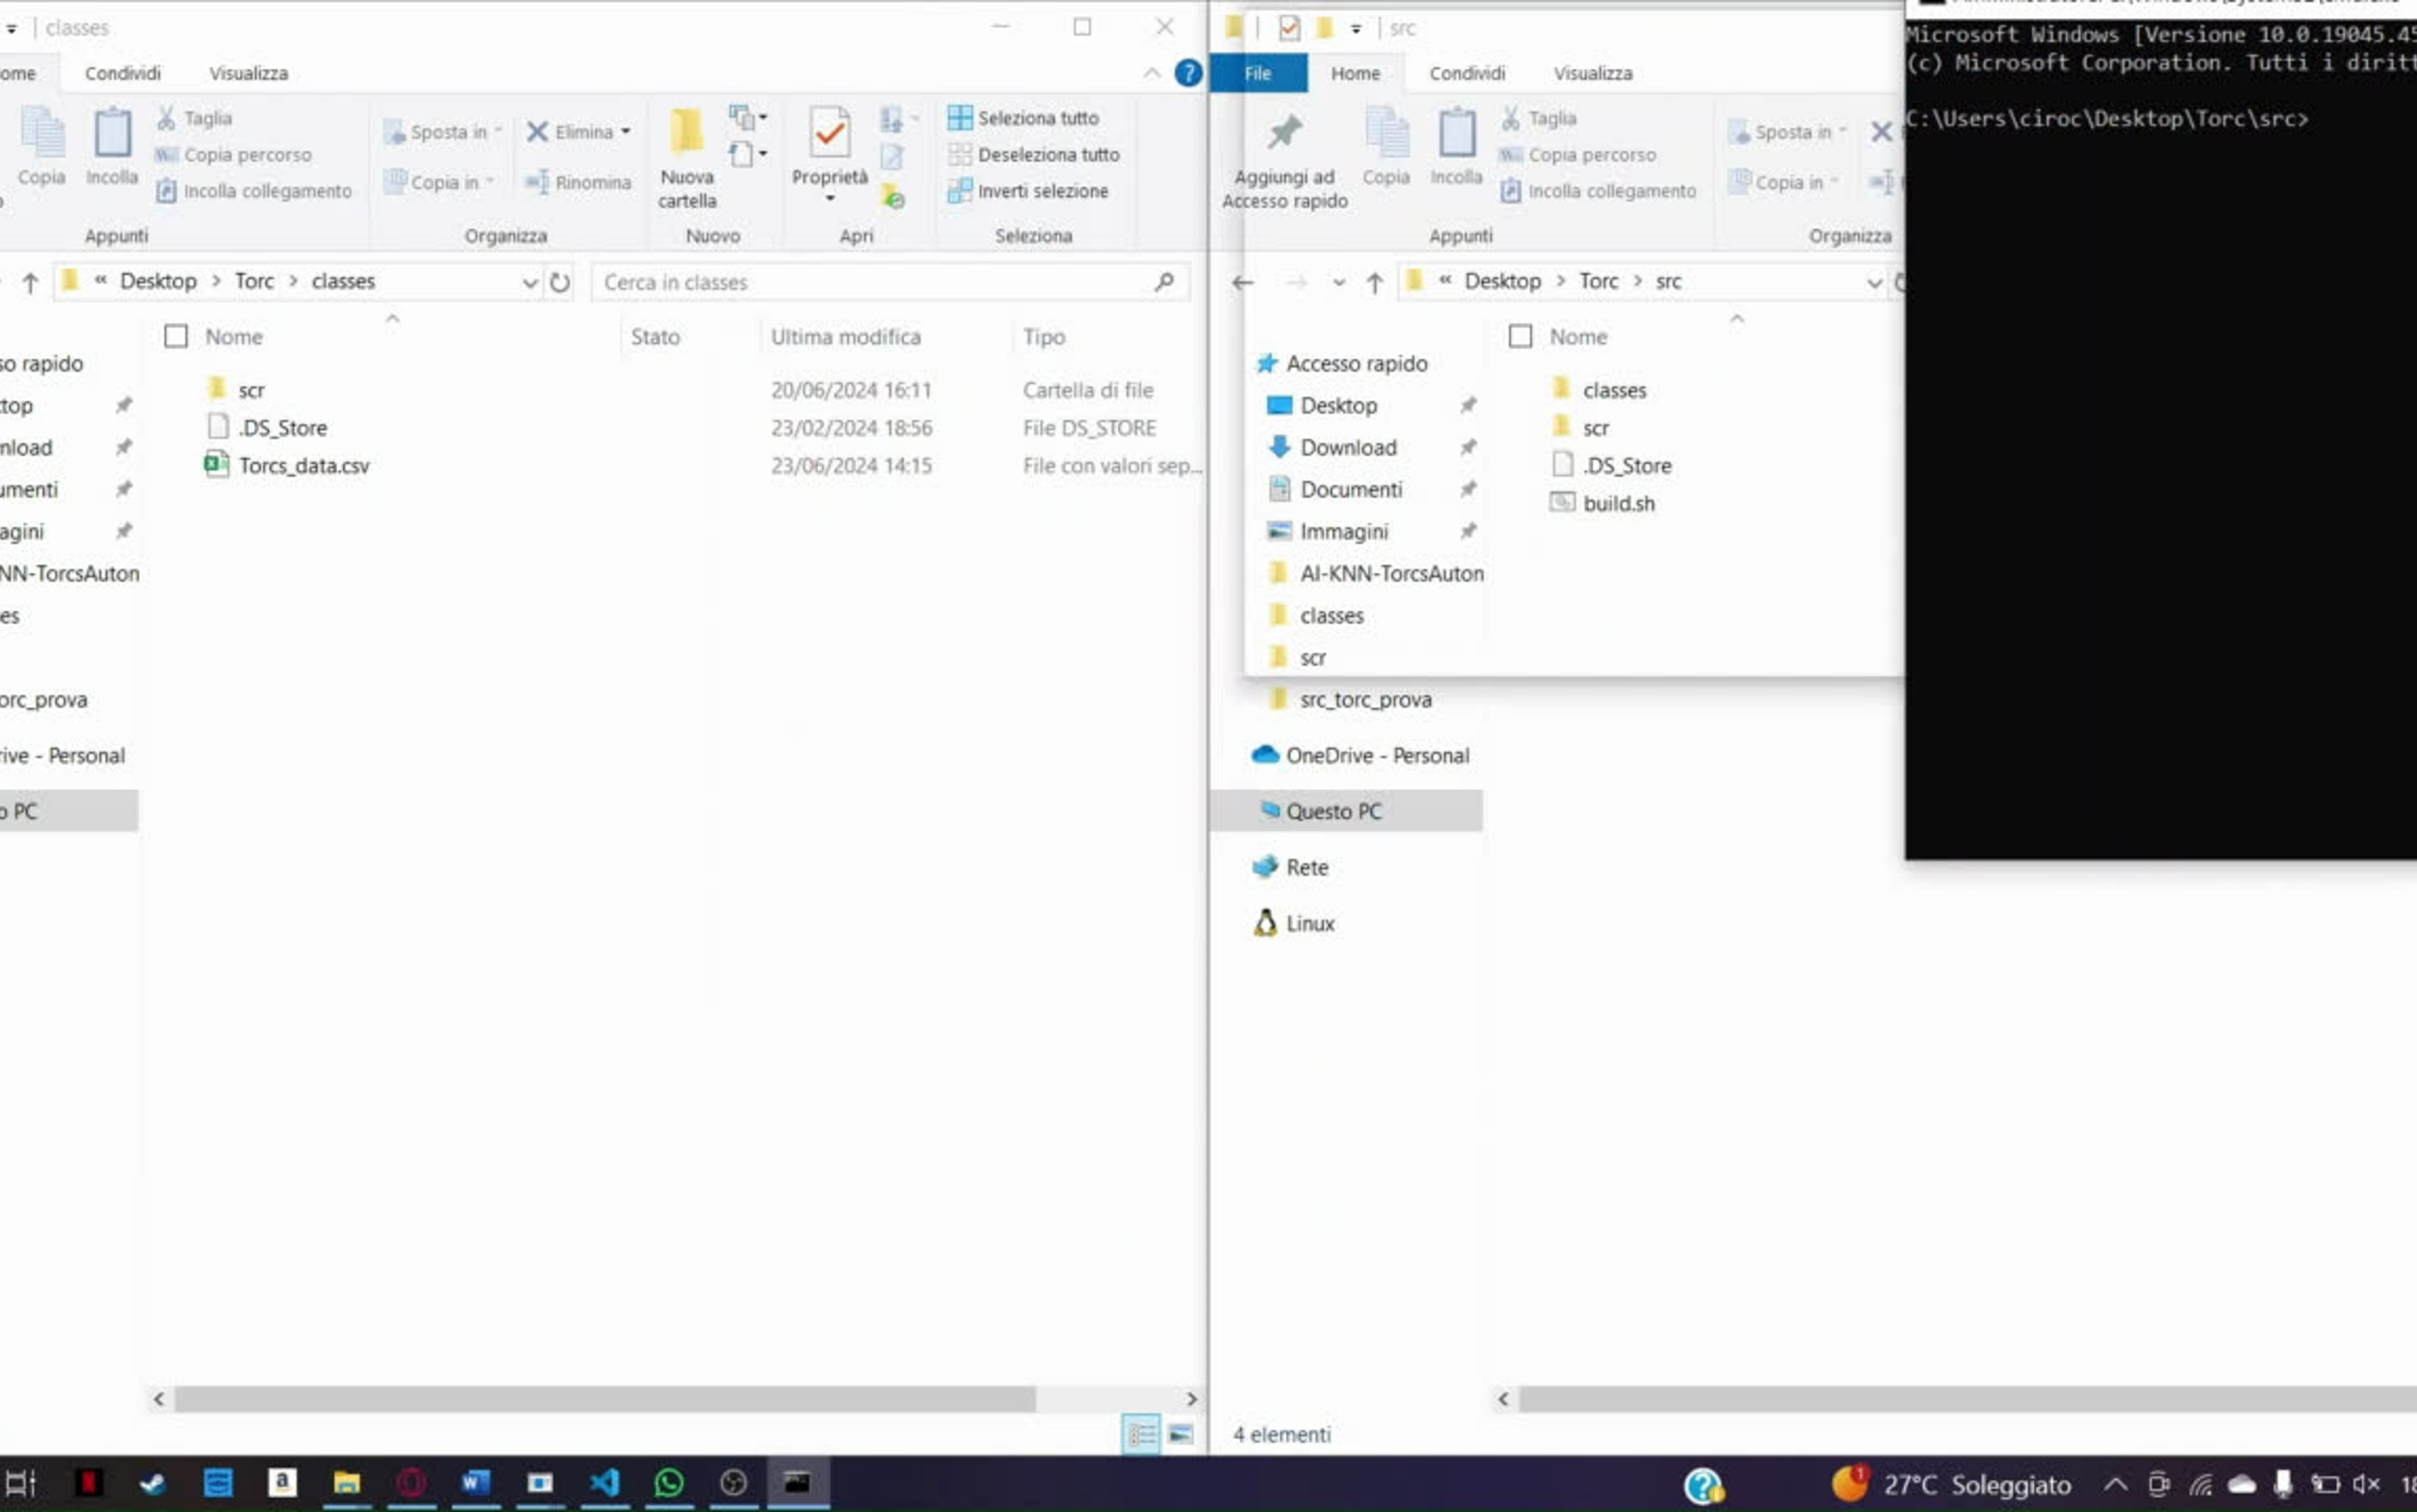 classes
ome Condividi Visualizza
Copia
Incolla
Taglia
Copia percorso
Incolla collegamento
Appunti
Sposta in
Copia in
Elimina
Rinomina
Organizza
Nuova
cartella
Nuovo
Proprietà
Apri
Seleziona tutto
Deseleziona tutto
Inverti selezione
Seleziona
« Desktop > Torc > classes
Cerca in classes
Nome Stato Ultima modifica Tipo
scr 20/06/2024 16:11 Cartella di file
.DS_Store 23/02/2024 18:56 File DS_STORE
Torcs_data.csv 23/06/2024 14:15 File con valori sep...
so rapido
top
nload
umenti
agini
NN-TorcsAuton
es
orc_prova
rive - Personal
o PC
src
File Home Condividi Visualizza
Aggiungi ad
Accesso rapido
Copia
Incolla
Taglia
Copia percorso
Incolla collegamento
Appunti
Sposta in
Copia in
Organizza
« Desktop > Torc > src
Nome
classes
scr
.DS_Store
build.sh
Accesso rapido
Desktop
Download
Documenti
Immagini
AI-KNN-TorcsAuton
classes
scr
src_torc_prova
OneDrive - Personal
Questo PC
Rete
Linux
4 elementi
Microsoft Windows [Versione 10.0.19045.45
(c) Microsoft Corporation. Tutti i diritt
C:\Users\ciroc\Desktop\Torc\src>
27°C Soleggiato
18